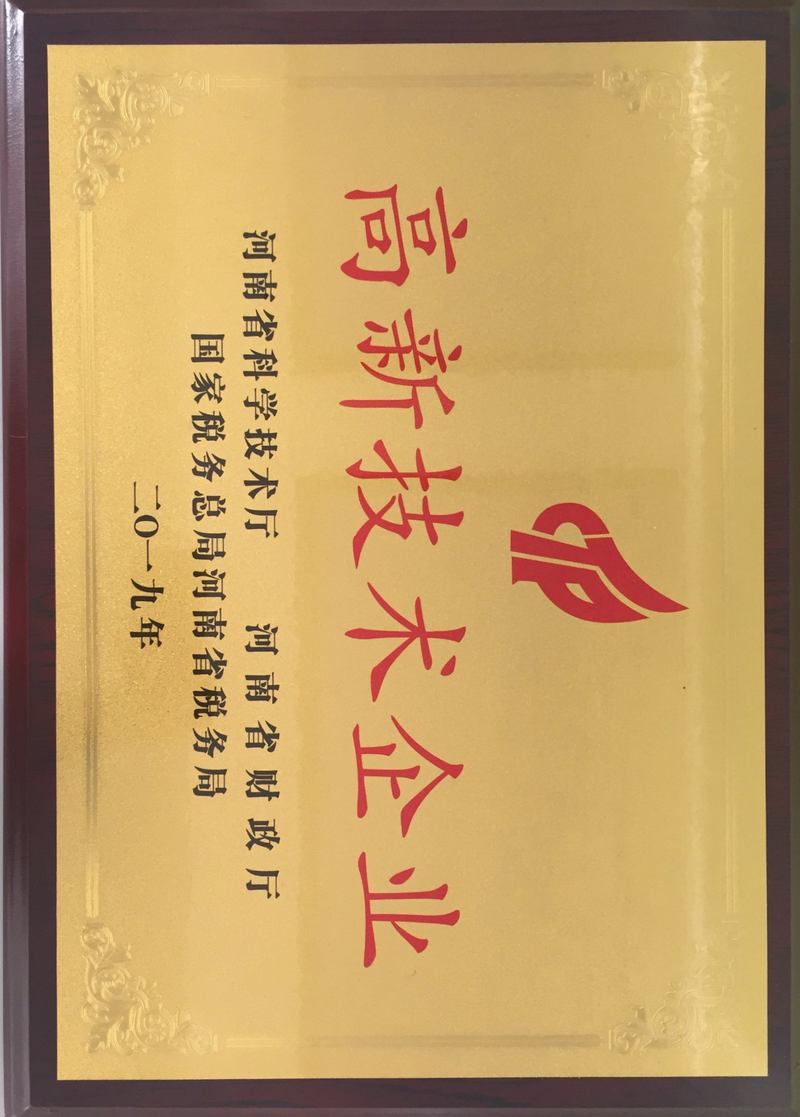 高新技术企业
河南省科学技术厅 河南省财政厅
国家税务总局河南省税务局
二〇一九年